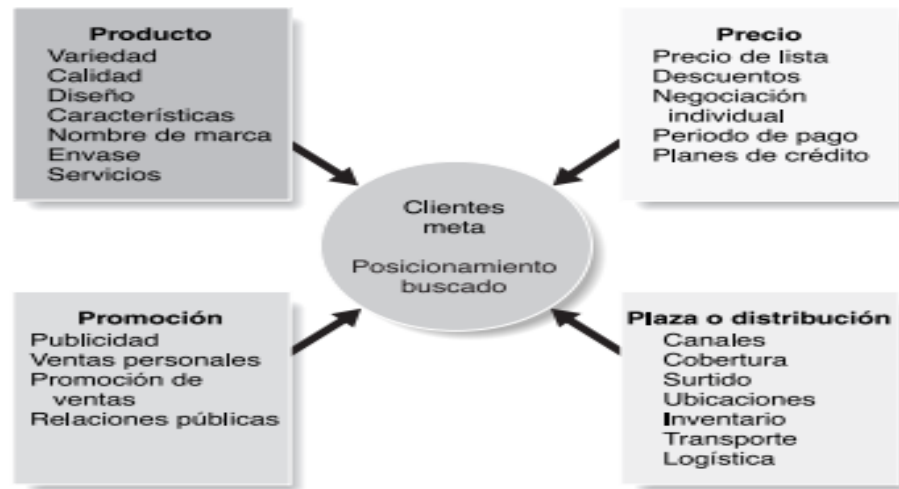 Producto
Variedad
Calidad
Diseño
Características
Nombre de marca
Envase
Servicios
Precio
Precio de lista
Descuentos
Negociación
individual
Periodo de pago
Planes de crédito
Clientes
meta
Posicionamiento
buscado
Promoción
Publicidad
Ventas personales
Promoción de
ventas
Relaciones públicas
Plaza o distribución
Canales
Cobertura
Surtido
Ubicaciones
Inventario
Transporte
Logística